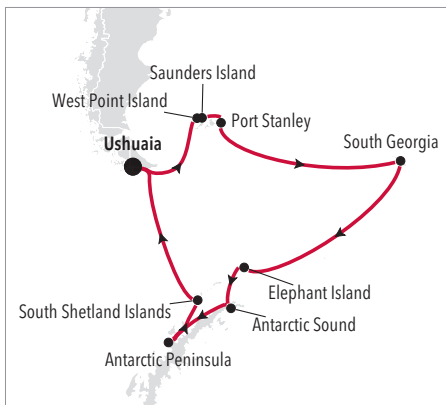 Saunders Island
West Point Island
Port Stanley
Ushuaia
South Georgia
Elephant Island
South Shetland Islands
Antarctic Sound
Antarctic Peninsula